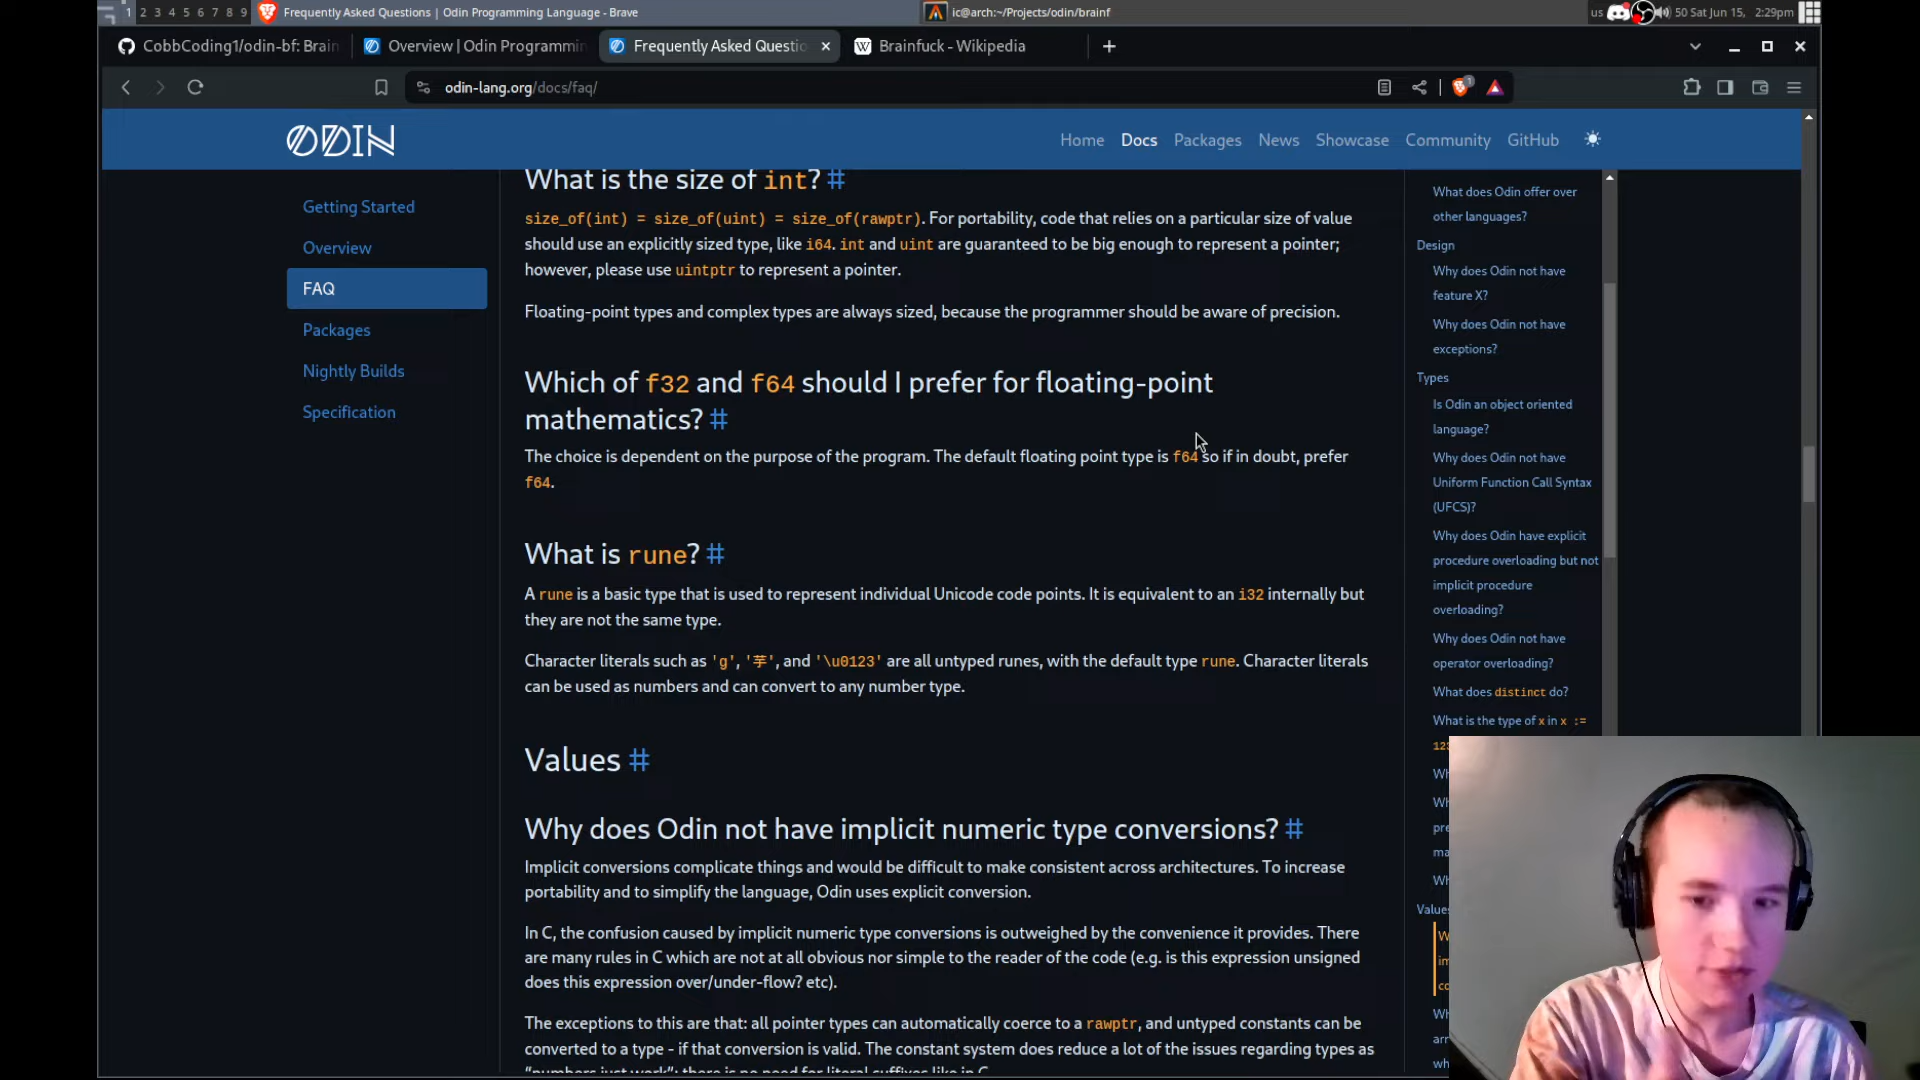 1 2 3 4 5 6 7 8 9 Frequently Asked Questions | Odin Programming Language - Brave
ic@arch:~/Projects/odin/brainf
us 50 Sat Jun 15, 2:29pm
CobbCoding1/odin-bf: Brain
Overview | Odin Programmin
Frequently Asked Questio
Brainfuck - Wikipedia
odin-lang.org/docs/faq/
1
ODIN
Home Docs Packages News Showcase Community GitHub
Getting Started
Overview
FAQ
Packages
Nightly Builds
Specification
What is the size of int? #
size_of(int) = size_of(uint) = size_of(rawptr). For portability, code that relies on a particular size of value
should use an explicitly sized type, like i64. int and uint are guaranteed to be big enough to represent a pointer;
however, please use uintptr to represent a pointer.
Floating-point types and complex types are always sized, because the programmer should be aware of precision.
Which of f32 and f64 should I prefer for floating-point
mathematics? #
The choice is dependent on the purpose of the program. The default floating point type is f64 so if in doubt, prefer
f64.
What is rune? #
A rune is a basic type that is used to represent individual Unicode code points. It is equivalent to an i32 internally but
they are not the same type.
Character literals such as 'g', '芋', and '\u0123' are all untyped runes, with the default type rune. Character literals
can be used as numbers and can convert to any number type.
Values #
Why does Odin not have implicit numeric type conversions? #
Implicit conversions complicate things and would be difficult to make consistent across architectures. To increase
portability and to simplify the language, Odin uses explicit conversion.
In C, the confusion caused by implicit numeric type conversions is outweighed by the convenience it provides. There
are many rules in C which are not at all obvious nor simple to the reader of the code (e.g. is this expression unsigned
does this expression over/under-flow? etc).
The exceptions to this are that: all pointer types can automatically coerce to a rawptr, and untyped constants can be
converted to a type - if that conversion is valid. The constant system does reduce a lot of the issues regarding types as
"numbers just work"; there is no need for literal suffixes like in C.
What does Odin offer over
other languages?
Design
Why does Odin not have
feature X?
Why does Odin not have
exceptions?
Types
Is Odin an object oriented
language?
Why does Odin not have
Uniform Function Call Syntax
(UFCS)?
Why does Odin have explicit
procedure overloading but not
implicit procedure
overloading?
Why does Odin not have
operator overloading?
What does distinct do?
What is the type of x in x :=
123
Wh
Wh
pre
ma
Wh
Values
W
im
co
Wh
arr
wh